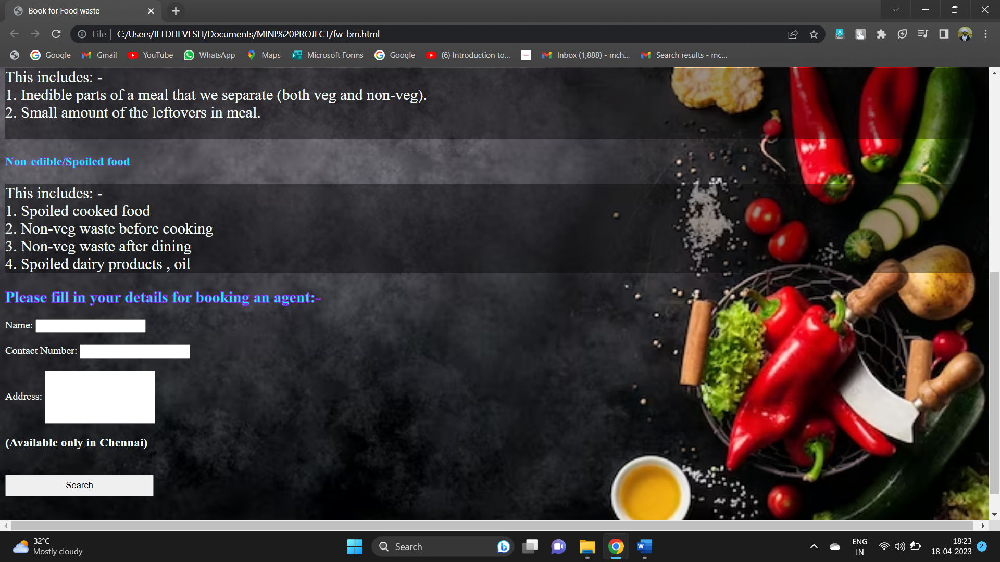 Book for Food waste
File
C:/Users/ILTDHEVESH/Documents/MINI%20PROJECT/fw_bm.html
Google Gmail YouTube WhatsApp Maps Microsoft Forms Google (6) Introduction to... Inbox (1,888) - mch... Search results - mc...
This includes: -
1. Inedible parts of a meal that we separate (both veg and non-veg).
2. Small amount of the leftovers in meal.
Non-edible/Spoiled food
This includes: -
1. Spoiled cooked food
2. Non-veg waste before cooking
3. Non-veg waste after dining
4. Spoiled dairy products , oil
Please fill in your details for booking an agent:-
Name:
Contact Number:
Address:
(Available only in Chennai)
Search
32°C
Mostly cloudy
Search
ENG
IN
18:23
18-04-2023
2